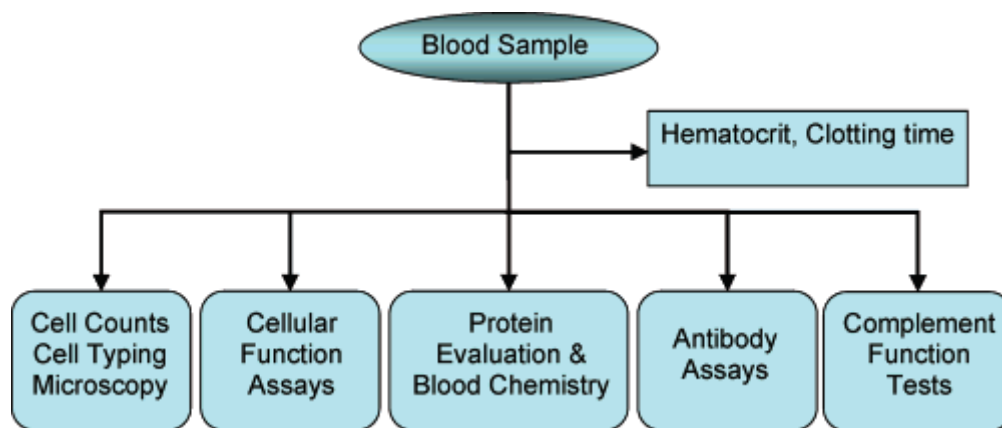 Blood Sample
Hematocrit, Clotting time
Cell Counts
Cell Typing
Microscopy
Cellular
Function
Assays
Protein
Evaluation &
Blood Chemistry
Antibody
Assays
Complement
Function
Tests